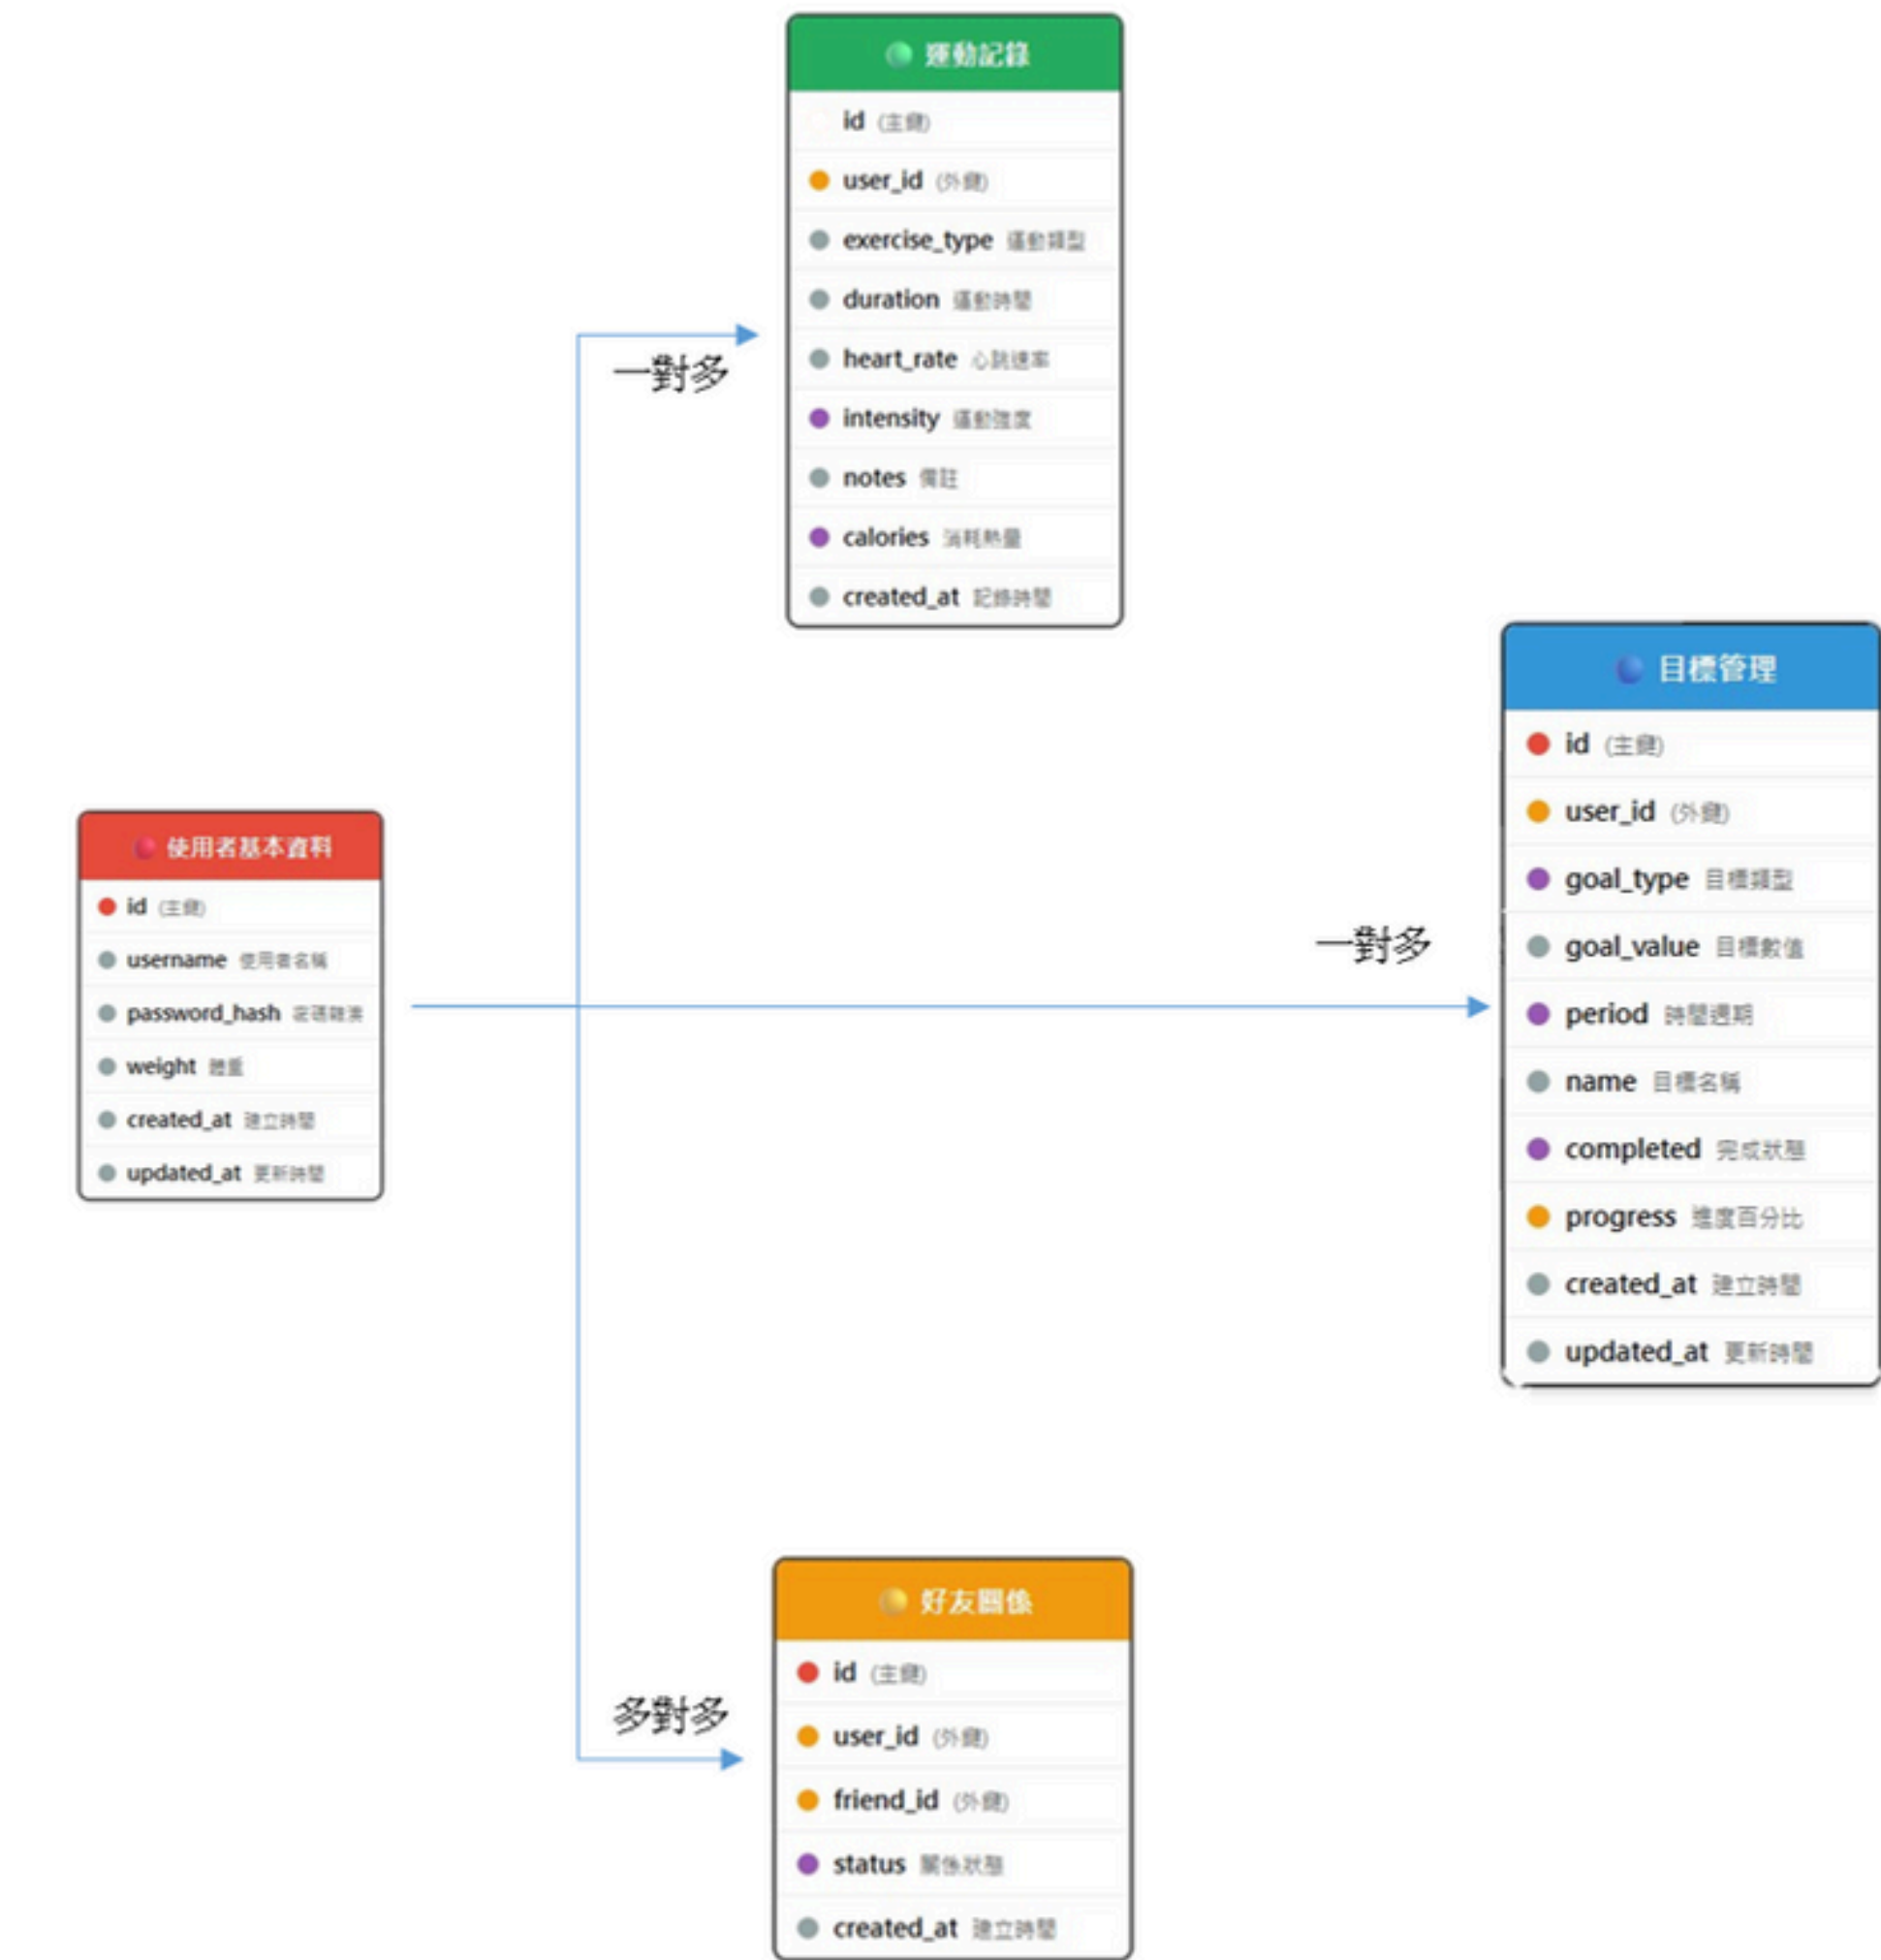 運動記錄
id (主鍵)
user_id (外鍵)
exercise_type 運動類型
duration 運動時間
heart_rate 心跳速率
intensity 運動強度
notes 備註
calories 消耗熱量
created_at 記錄時間
一對多
目標管理
id (主鍵)
user_id (外鍵)
goal_type 目標類型
goal_value 目標數值
period 時間週期
name 目標名稱
completed 完成狀態
progress 進度百分比
created_at 建立時間
updated_at 更新時間
一對多
使用者基本資料
id (主鍵)
username 使用者名稱
password_hash 密碼雜湊
weight 體重
created_at 建立時間
updated_at 更新時間
多對多
好友關係
id (主鍵)
user_id (外鍵)
friend_id (外鍵)
status 關係狀態
created_at 建立時間